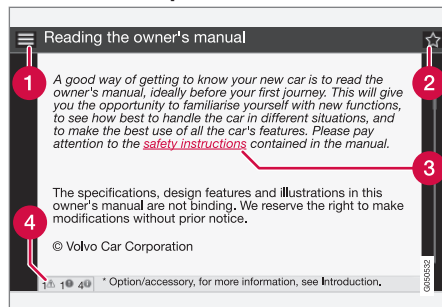 Reading the owner's manual
1
2
A good way of getting to know your new car is to read the
owner's manual, ideally before your first journey. This will give
you the opportunity to familiarise yourself with new functions,
to see how best to handle the car in different situations, and
to make the best use of all the car's features. Please pay
attention to the safety instructions contained in the manual.
3
The specifications, design features and illustrations in this
owner's manual are not binding. We reserve the right to make
modifications without prior notice.
4
© Volvo Car Corporation
1⚠ 1❶ 4❷ * Option/accessory, for more information, see Introduction.
G050532